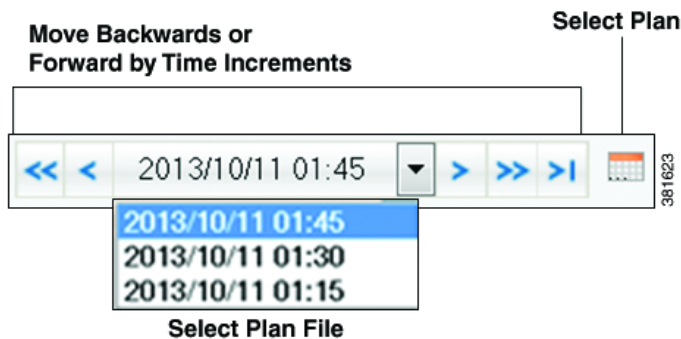 Select Plan
Move Backwards or
Forward by Time Increments
<< < 2013/10/11 01:45 > >> >|
381623
2013/10/11 01:45
2013/10/11 01:30
2013/10/11 01:15
Select Plan File